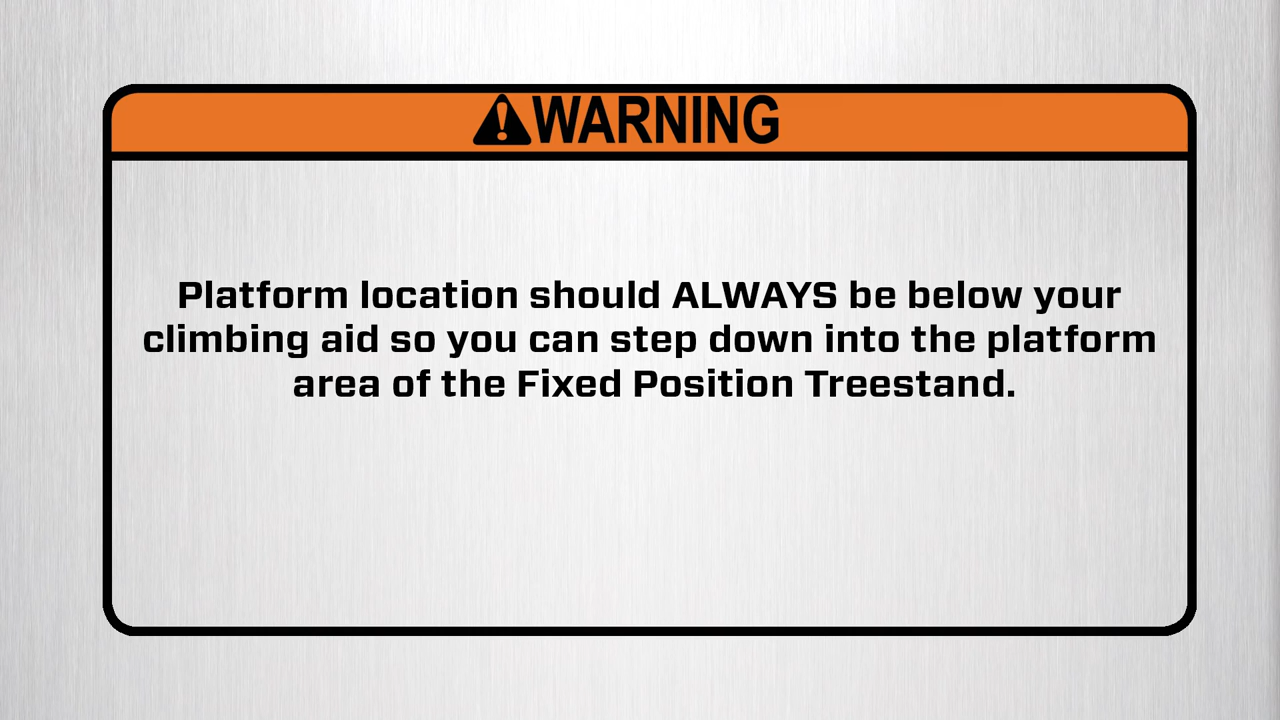 WARNING
Platform location should ALWAYS be below your
climbing aid so you can step down into the platform
area of the Fixed Position Treestand.